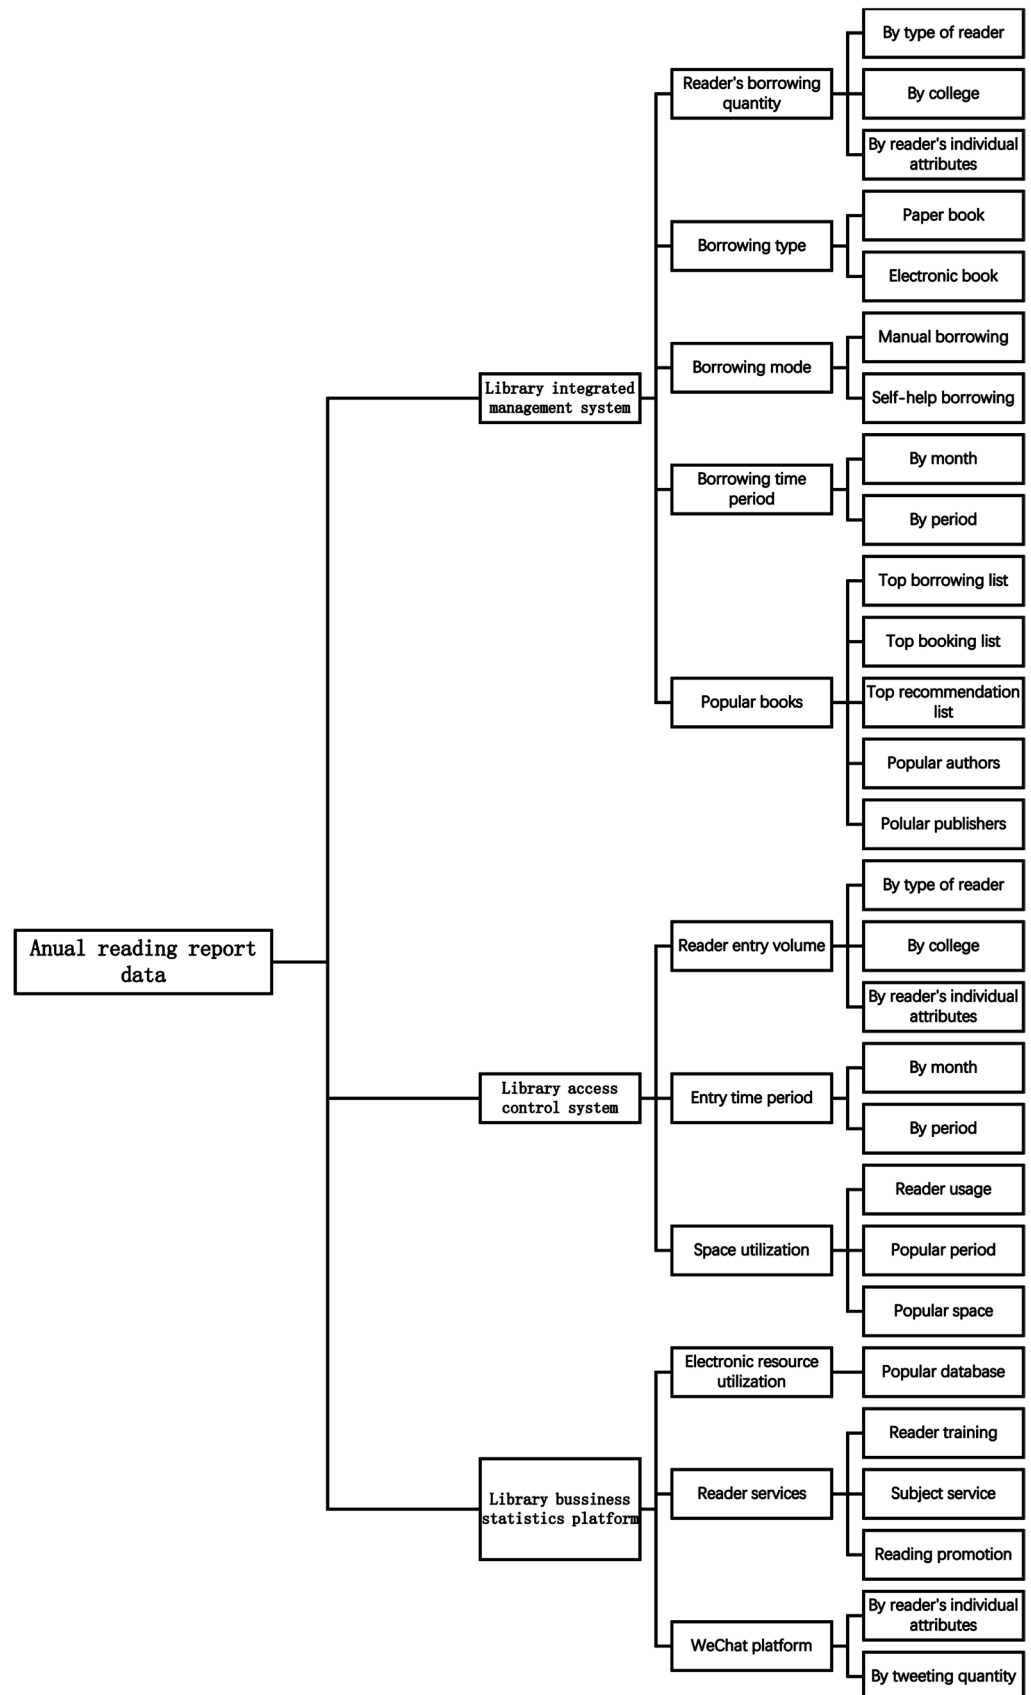 By type of reader
Reader's borrowing
quantity
By college
By reader's individual
attributes
Paper book
Borrowing type
Electronic book
Manual borrowing
Borrowing mode
Library integrated
management system
Self-help borrowing
By month
Borrowing time
period
By period
Top borrowing list
Top booking list
Popular books
Top recommendation
list
Popular authors
Polular publishers
By type of reader
Anual reading report
data
Reader entry volume
By college
By reader's individual
attributes
By month
Library access
control system
Entry time period
By period
Reader usage
Space utilization
Popular period
Popular space
Electronic resource
utilization
Popular database
Reader training
Library bussiness
statistics platform
Reader services
Subject service
Reading promotion
By reader's individual
attributes
WeChat platform
By tweeting quantity